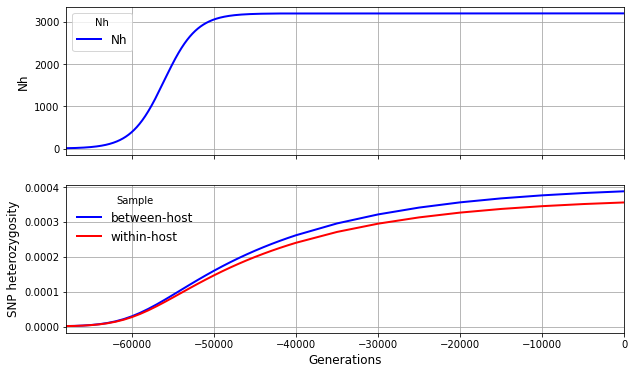 Nh
Nh
Nh
3000
2000
1000
0
SNP heterozygosity
Sample
between-host
within-host
0.0004
0.0003
0.0002
0.0001
0.0000
−60000 −50000 −40000 −30000 −20000 −10000 0
Generations